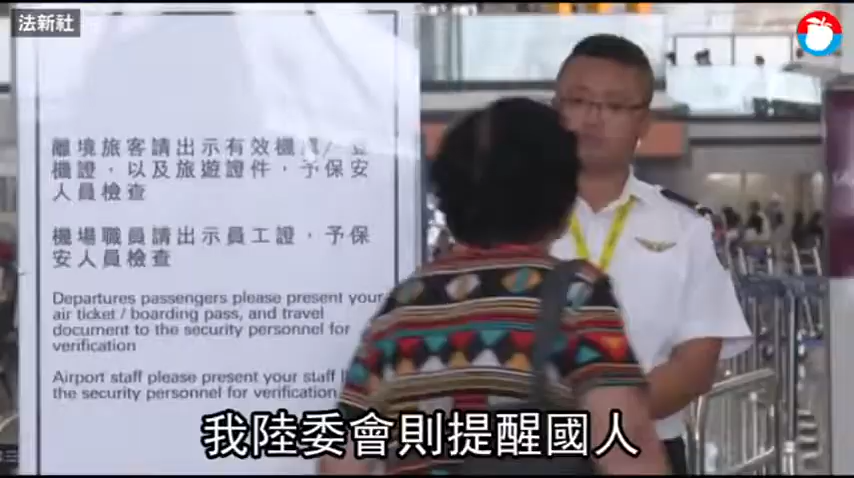 法新社
離境旅客請出示有效機
機證，以及旅遊證件，予保安
人員檢查
機場職員請出示員工證，予保
安人員檢查
Departures passengers please present your
air ticket / boarding pass, and travel
document to the security personnel for
verification
Airport staff please present your staff
the security personnel for verification
我陸委會則提醒國人